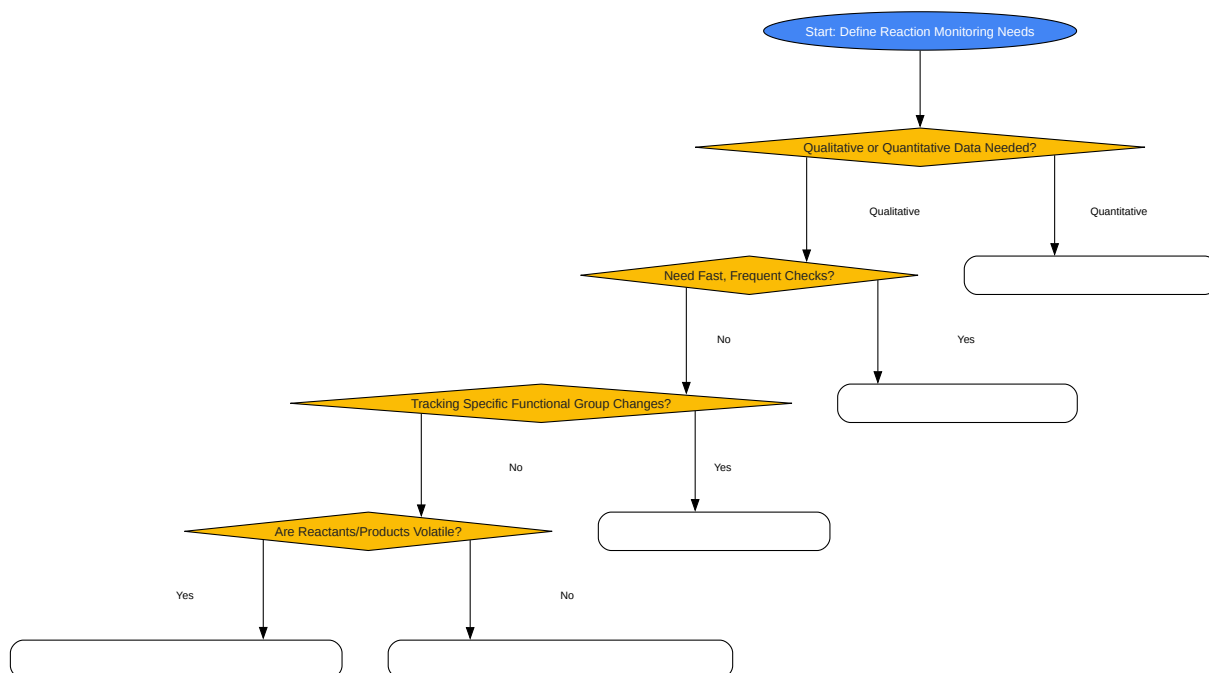 Start: Define Reaction Monitoring Needs
Qualitative or Quantitative Data Needed?
Qualitative
Quantitative
Need Fast, Frequent Checks?
No
Yes
Tracking Specific Functional Group Changes?
No
Yes
Are Reactants/Products Volatile?
Yes
No